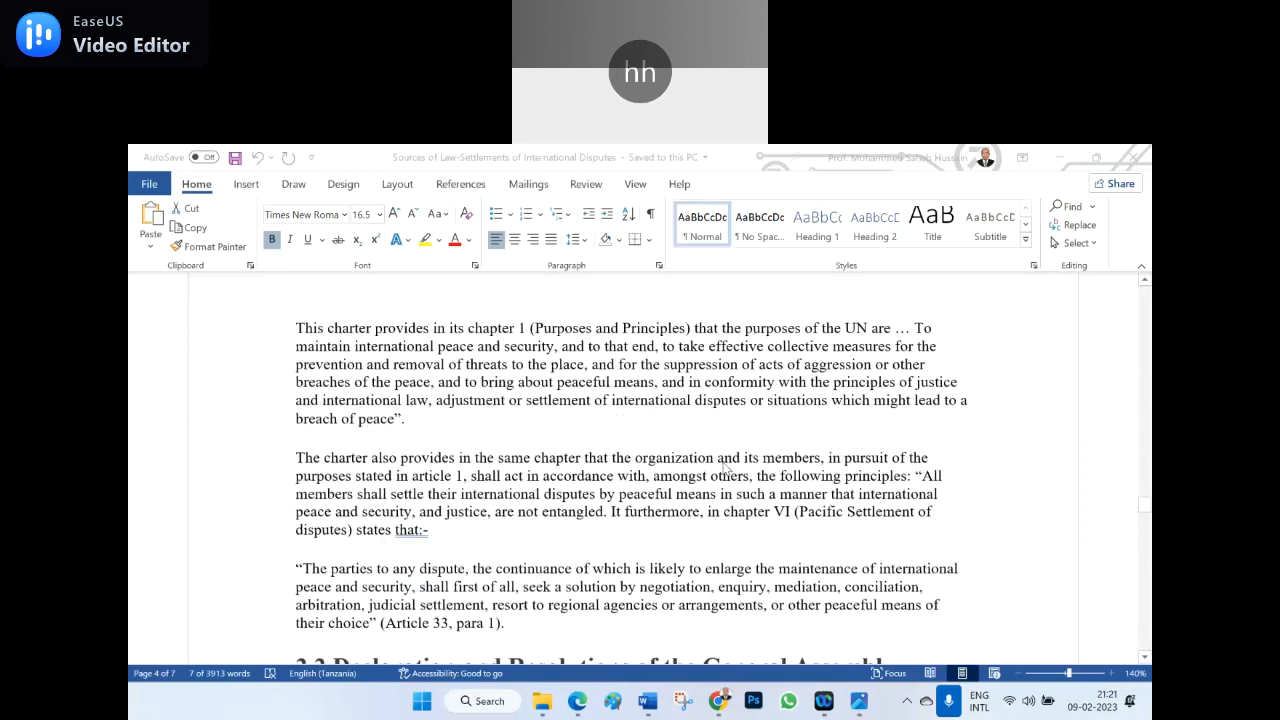 EaseUS
Video Editor
hh
AutoSave Off
Sources of Law-Settlements of International Disputes - Saved to this PC
Prof. Mohammed
File Home Insert Draw Design Layout References Mailings Review View Help Share
Paste
Cut
Copy
Format Painter
Clipboard
Times New Roma 16.5
Font
Paragraph
AaBbCcDc AaBbCcDc AaBbCc AaBbCcE AaB AaBbCcD
¶ Normal ¶ No Spac... Heading 1 Heading 2 Title Subtitle
Styles
Find
Replace
Select
Editing
This charter provides in its chapter 1 (Purposes and Principles) that the purposes of the UN are … To
maintain international peace and security, and to that end, to take effective collective measures for the
prevention and removal of threats to the place, and for the suppression of acts of aggression or other
breaches of the peace, and to bring about peaceful means, and in conformity with the principles of justice
and international law, adjustment or settlement of international disputes or situations which might lead to a
breach of peace”.
The charter also provides in the same chapter that the organization and its members, in pursuit of the
purposes stated in article 1, shall act in accordance with, amongst others, the following principles: “All
members shall settle their international disputes by peaceful means in such a manner that international
peace and security, and justice, are not entangled. It furthermore, in chapter VI (Pacific Settlement of
disputes) states that:-
“The parties to any dispute, the continuance of which is likely to enlarge the maintenance of international
peace and security, shall first of all, seek a solution by negotiation, enquiry, mediation, conciliation,
arbitration, judicial settlement, resort to regional agencies or arrangements, or other peaceful means of
their choice” (Article 33, para 1).
2.2 Declaration and Resolutions of the General Assembl
Page 4 of 7 7 of 3913 words English (Tanzania) Accessibility: Good to go Focus 140%
Search
ENG
INTL
21:21
09-02-2023